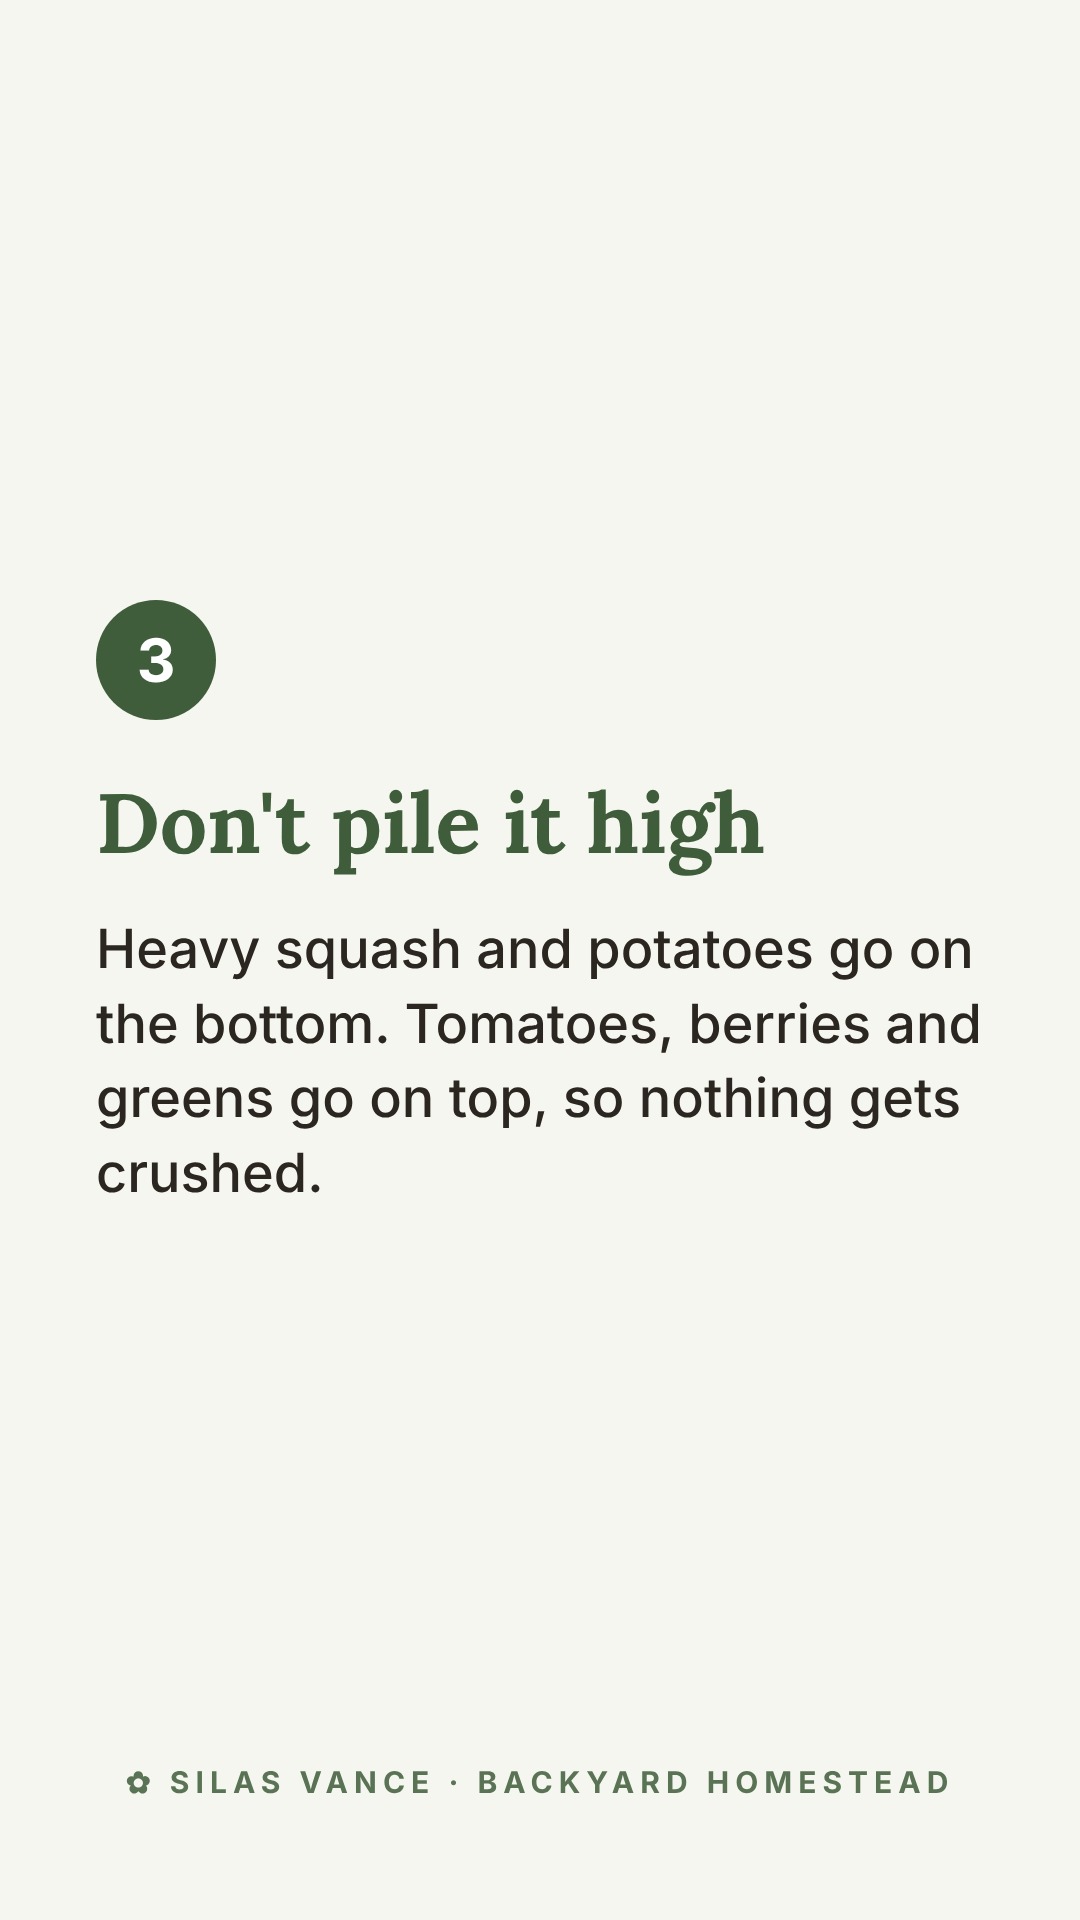 3
Don't pile it high
Heavy squash and potatoes go on
the bottom. Tomatoes, berries and
greens go on top, so nothing gets
crushed.
✿ SILAS VANCE · BACKYARD HOMESTEAD